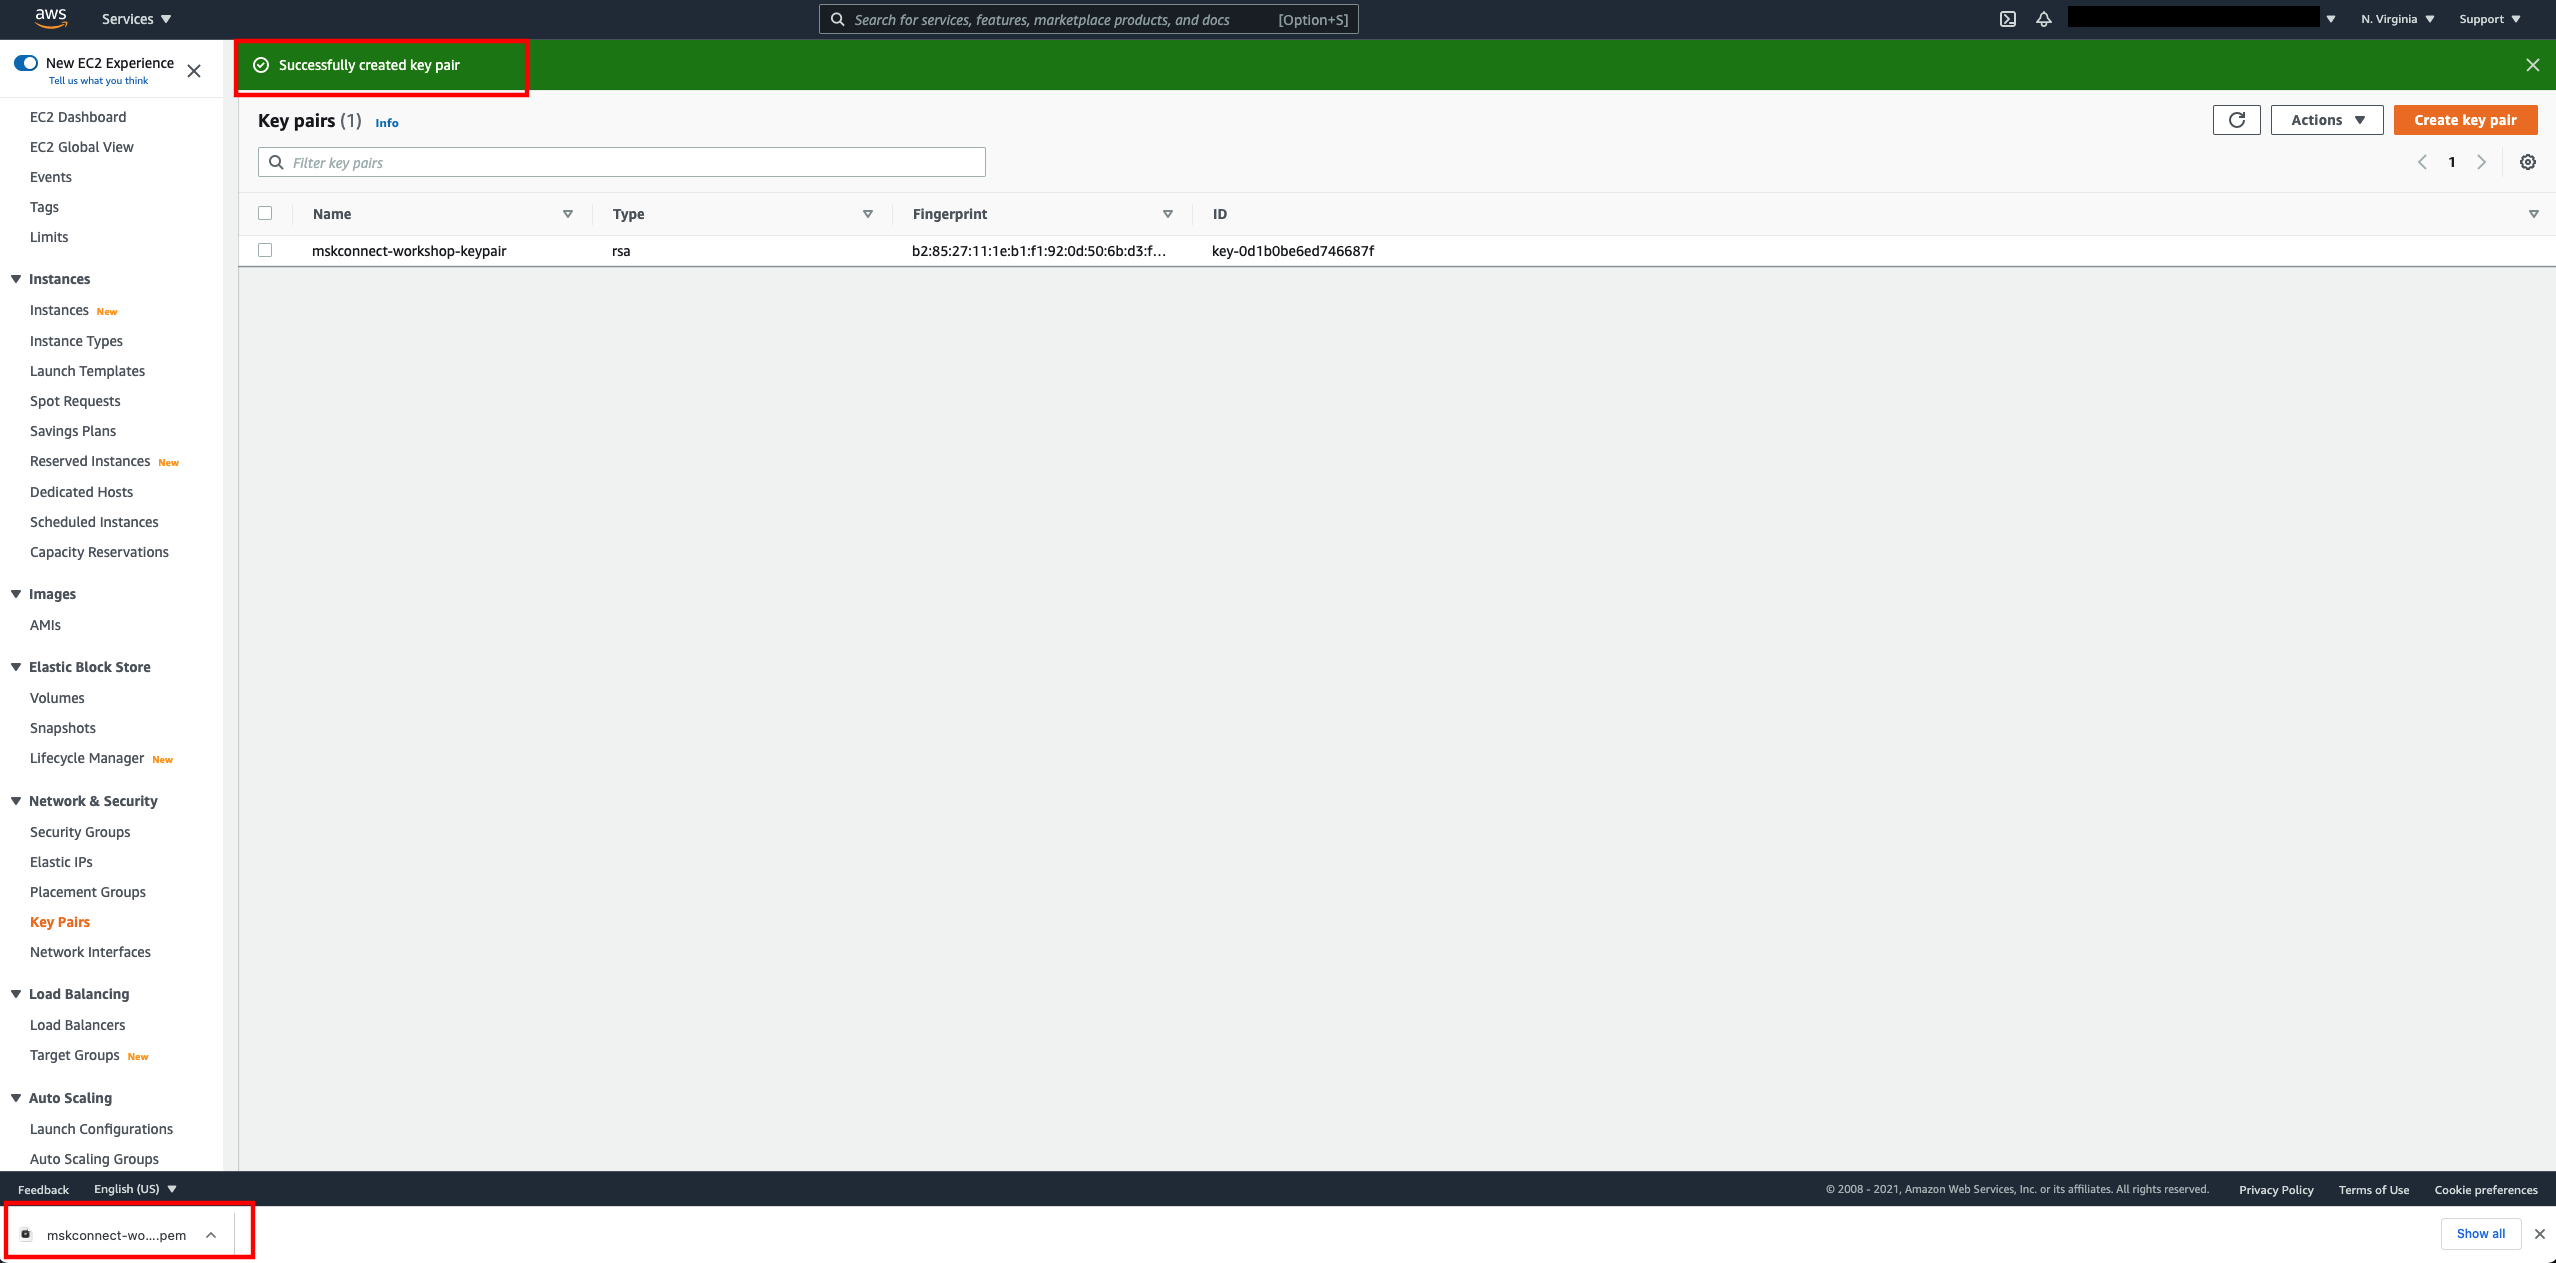 aws Services Search for services, features, marketplace products, and docs [Option+S] N. Virginia Support
New EC2 Experience
Tell us what you think
Successfully created key pair
EC2 Dashboard
EC2 Global View
Events
Tags
Limits
Instances
Instances New
Instance Types
Launch Templates
Spot Requests
Savings Plans
Reserved Instances New
Dedicated Hosts
Scheduled Instances
Capacity Reservations
Images
AMIs
Elastic Block Store
Volumes
Snapshots
Lifecycle Manager New
Network & Security
Security Groups
Elastic IPs
Placement Groups
Key Pairs
Network Interfaces
Load Balancing
Load Balancers
Target Groups New
Auto Scaling
Launch Configurations
Auto Scaling Groups
Key pairs (1) Info
Actions Create key pair
Filter key pairs
1
Name Type Fingerprint ID
mskconnect-workshop-keypair rsa b2:85:27:11:1e:b1:f1:92:0d:50:6b:d3:f... key-0d1b0be6ed746687f
Feedback English (US) © 2008 - 2021, Amazon Web Services, Inc. or its affiliates. All rights reserved. Privacy Policy Terms of Use Cookie preferences
mskconnect-wo....pem Show all